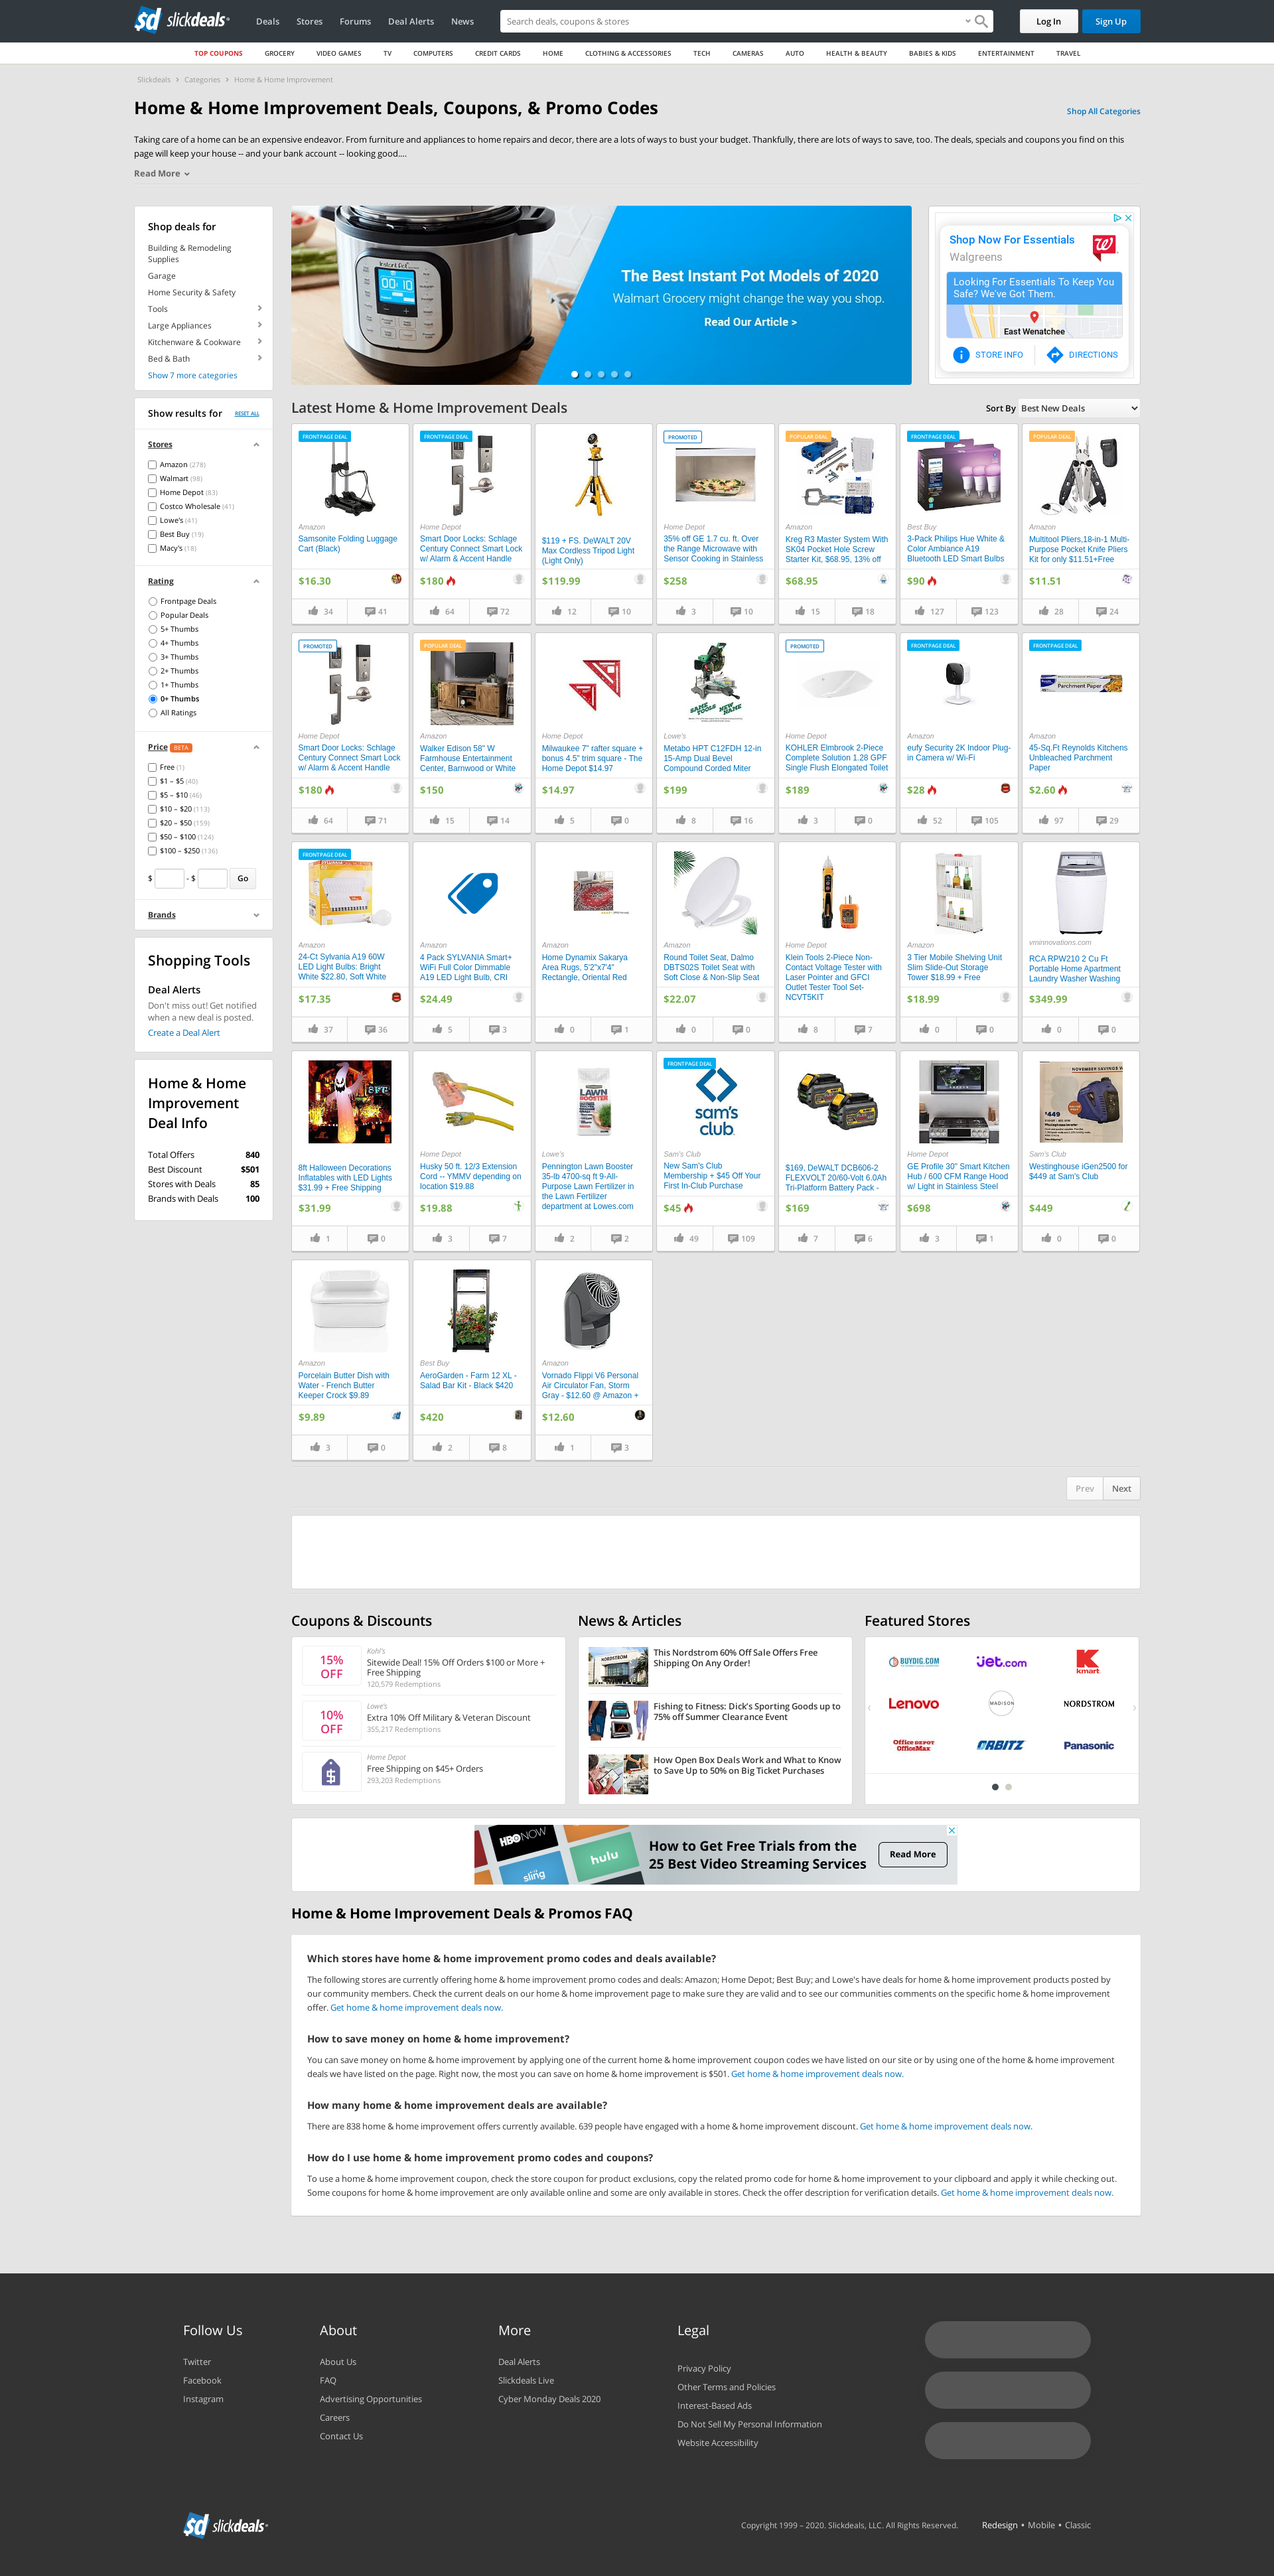 slickdeals
Deals
Stores
Forums
Deal Alerts
News
Search deals, coupons & stores
Log In
Sign Up
TOP COUPONS
GROCERY
VIDEO GAMES
TV
COMPUTERS
CREDIT CARDS
HOME
CLOTHING & ACCESSORIES
TECH
CAMERAS
AUTO
HEALTH & BEAUTY
BABIES & KIDS
ENTERTAINMENT
TRAVEL
Slickdeals > Categories > Home & Home Improvement
Home & Home Improvement Deals, Coupons, & Promo Codes
Shop All Categories
Taking care of a home can be an expensive endeavor. From furniture and appliances to home repairs and decor, there are a lot of ways to bust your budget. Thankfully, there are lots of ways to save, too. The deals, specials and coupons you find on this
page will keep your house -- and your bank account -- looking good....
Read More
Shop deals for
Building & Remodeling
Supplies
Garage
Home Security & Safety
Tools
Large Appliances
Kitchenware & Cookware
Bed & Bath
Show 7 more categories
The Best Instant Pot Models of 2020
Walmart Grocery might change the way you shop.
Read Our Article >
Shop Now For Essentials
Walgreens
Looking For Essentials To Keep You
Safe? We've Got Them.
East Wenatchee
STORE INFO
DIRECTIONS
Show results for
RESET ALL
Stores
Amazon (278)
Walmart (98)
Home Depot (83)
Costco Wholesale (41)
Lowe's (41)
Best Buy (19)
Macy's (18)
Rating
Frontpage Deals
Popular Deals
5+ Thumbs
4+ Thumbs
3+ Thumbs
2+ Thumbs
1+ Thumbs
0+ Thumbs
All Ratings
Price BETA
Free (1)
$1 – $5 (40)
$5 – $10 (46)
$10 – $20 (113)
$20 – $50 (159)
$50 – $100 (124)
$100 – $250 (136)
$ - $ Go
Brands
Shopping Tools
Deal Alerts
Don't miss out! Get notified
when a new deal is posted.
Create a Deal Alert
Home & Home
Improvement
Deal Info
Total Offers 840
Best Discount $501
Stores with Deals 85
Brands with Deals 100
Latest Home & Home Improvement Deals
Sort By Best New Deals
FRONTPAGE DEAL
Amazon
Samsonite Folding Luggage
Cart (Black)
$16.30
34 41
FRONTPAGE DEAL
Home Depot
Smart Door Locks: Schlage
Century Connect Smart Lock
w/ Alarm & Accent Handle
$180
64 72
$119 + FS. DeWALT 20V
Max Cordless Tripod Light
(Light Only)
$119.99
12 10
PROMOTED
Home Depot
35% off GE 1.7 cu. ft. Over
the Range Microwave with
Sensor Cooking in Stainless
$258
3 10
POPULAR DEAL
Amazon
Kreg R3 Master System With
SK04 Pocket Hole Screw
Starter Kit, $68.95, 13% off
$68.95
15 18
FRONTPAGE DEAL
Best Buy
3-Pack Philips Hue White &
Color Ambiance A19
Bluetooth LED Smart Bulbs
$90
127 123
POPULAR DEAL
Amazon
Multitool Pliers,18-in-1 Multi-
Purpose Pocket Knife Pliers
Kit for only $11.51+Free
$11.51
28 24
PROMOTED
Home Depot
Smart Door Locks: Schlage
Century Connect Smart Lock
w/ Alarm & Accent Handle
$180
64 71
POPULAR DEAL
Amazon
Walker Edison 58" W
Farmhouse Entertainment
Center, Barnwood or White
$150
15 14
Home Depot
Milwaukee 7" rafter square +
bonus 4.5" trim square - The
Home Depot $14.97
$14.97
5 0
SAME TOOLS NEW NAME
Lowe's
Metabo HPT C12FDH 12-in
15-Amp Dual Bevel
Compound Corded Miter
$199
8 16
PROMOTED
Home Depot
KOHLER Elmbrook 2-Piece
Complete Solution 1.28 GPF
Single Flush Elongated Toilet
$189
3 0
FRONTPAGE DEAL
Amazon
eufy Security 2K Indoor Plug-
in Camera w/ Wi-Fi
$28
52 105
FRONTPAGE DEAL
Parchment Paper
Amazon
45-Sq.Ft Reynolds Kitchens
Unbleached Parchment
Paper
$2.60
97 29
FRONTPAGE DEAL
SYLVANIA
Amazon
24-Ct Sylvania A19 60W
LED Light Bulbs: Bright
White $22.80, Soft White
$17.35
37 36
Amazon
4 Pack SYLVANIA Smart+
WiFi Full Color Dimmable
A19 LED Light Bulb, CRI
$24.49
5 3
Amazon
Home Dynamix Sakarya
Area Rugs, 5'2"x7'4"
Rectangle, Oriental Red
0 1
Amazon
Round Toilet Seat, Dalmo
DBTS02S Toilet Seat with
Soft Close & Non-Slip Seat
$22.07
0 0
Home Depot
Klein Tools 2-Piece Non-
Contact Voltage Tester with
Laser Pointer and GFCI
Outlet Tester Tool Set-
NCVT5KIT
8 7
Amazon
3 Tier Mobile Shelving Unit
Slim Slide-Out Storage
Tower $18.99 + Free
$18.99
0 0
vminnovations.com
RCA RPW210 2 Cu Ft
Portable Home Apartment
Laundry Washer Washing
$349.99
0 0
8FT
8ft Halloween Decorations
Inflatables with LED Lights
$31.99 + Free Shipping
$31.99
1 0
Home Depot
Husky 50 ft. 12/3 Extension
Cord -- YMMV depending on
location $19.88
$19.88
3 7
LAWN BOOSTER
Lowe's
Pennington Lawn Booster
35-lb 4700-sq ft 9-All-
Purpose Lawn Fertilizer in
the Lawn Fertilizer
department at Lowes.com
2 2
FRONTPAGE DEAL
sam's club
Sam's Club
New Sam's Club
Membership + $45 Off Your
First In-Club Purchase
$45
49 109
$169, DeWALT DCB606-2
FLEXVOLT 20/60-Volt 6.0Ah
Tri-Platform Battery Pack -
$169
7 6
Home Depot
GE Profile 30" Smart Kitchen
Hub / 600 CFM Range Hood
w/ Light in Stainless Steel
$698
3 1
NOVEMBER SAVINGS
$449
Sam's Club
Westinghouse iGen2500 for
$449 at Sam's Club
$449
0 0
Amazon
Porcelain Butter Dish with
Water - French Butter
Keeper Crock $9.89
$9.89
3 0
Best Buy
AeroGarden - Farm 12 XL -
Salad Bar Kit - Black $420
$420
2 8
Amazon
Vornado Flippi V6 Personal
Air Circulator Fan, Storm
Gray - $12.60 @ Amazon +
$12.60
1 3
Prev
Next
Coupons & Discounts
15% OFF
Kohl's
Sitewide Deal! 15% Off Orders $100 or More +
Free Shipping
120,579 Redemptions
10% OFF
Lowe's
Extra 10% Off Military & Veteran Discount
355,217 Redemptions
Home Depot
Free Shipping on $45+ Orders
293,203 Redemptions
News & Articles
NORDSTROM
This Nordstrom 60% Off Sale Offers Free
Shipping On Any Order!
Fishing to Fitness: Dick's Sporting Goods up to
75% off Summer Clearance Event
How Open Box Deals Work and What to Know
to Save Up to 50% on Big Ticket Purchases
Featured Stores
BUYDIG.COM
jet.com
kmart
Lenovo
MADISON
NORDSTROM
Office DEPOT
OfficeMax
ORBITZ
Panasonic
HBO NOW
sling
hulu
How to Get Free Trials from the
25 Best Video Streaming Services
Read More
Home & Home Improvement Deals & Promos FAQ
Which stores have home & home improvement promo codes and deals available?
The following stores are currently offering home & home improvement promo codes and deals: Amazon; Home Depot; Best Buy; and Lowe's have deals for home & home improvement products posted by
our community members. Check the current deals on our home & home improvement page to make sure they are valid and to see our communities comments on the specific home & home improvement
offer. Get home & home improvement deals now.
How to save money on home & home improvement?
You can save money on home & home improvement by applying one of the current home & home improvement coupon codes we have listed on our site or by using one of the home & home improvement
deals we have listed on the page. Right now, the most you can save on home & home improvement is $501. Get home & home improvement deals now.
How many home & home improvement deals are available?
There are 838 home & home improvement offers currently available. 639 people have engaged with a home & home improvement discount. Get home & home improvement deals now.
How do I use home & home improvement promo codes and coupons?
To use a home & home improvement coupon, check the store coupon for product exclusions, copy the related promo code for home & home improvement to your clipboard and apply it while checking out.
Some coupons for home & home improvement are only available online and some are only available in stores. Check the offer description for verification details. Get home & home improvement deals now.
Follow Us
Twitter
Facebook
Instagram
About
About Us
FAQ
Advertising Opportunities
Careers
Contact Us
More
Deal Alerts
Slickdeals Live
Cyber Monday Deals 2020
Legal
Privacy Policy
Other Terms and Policies
Interest-Based Ads
Do Not Sell My Personal Information
Website Accessibility
slickdeals
Copyright 1999 – 2020. Slickdeals, LLC. All Rights Reserved.
Redesign • Mobile • Classic